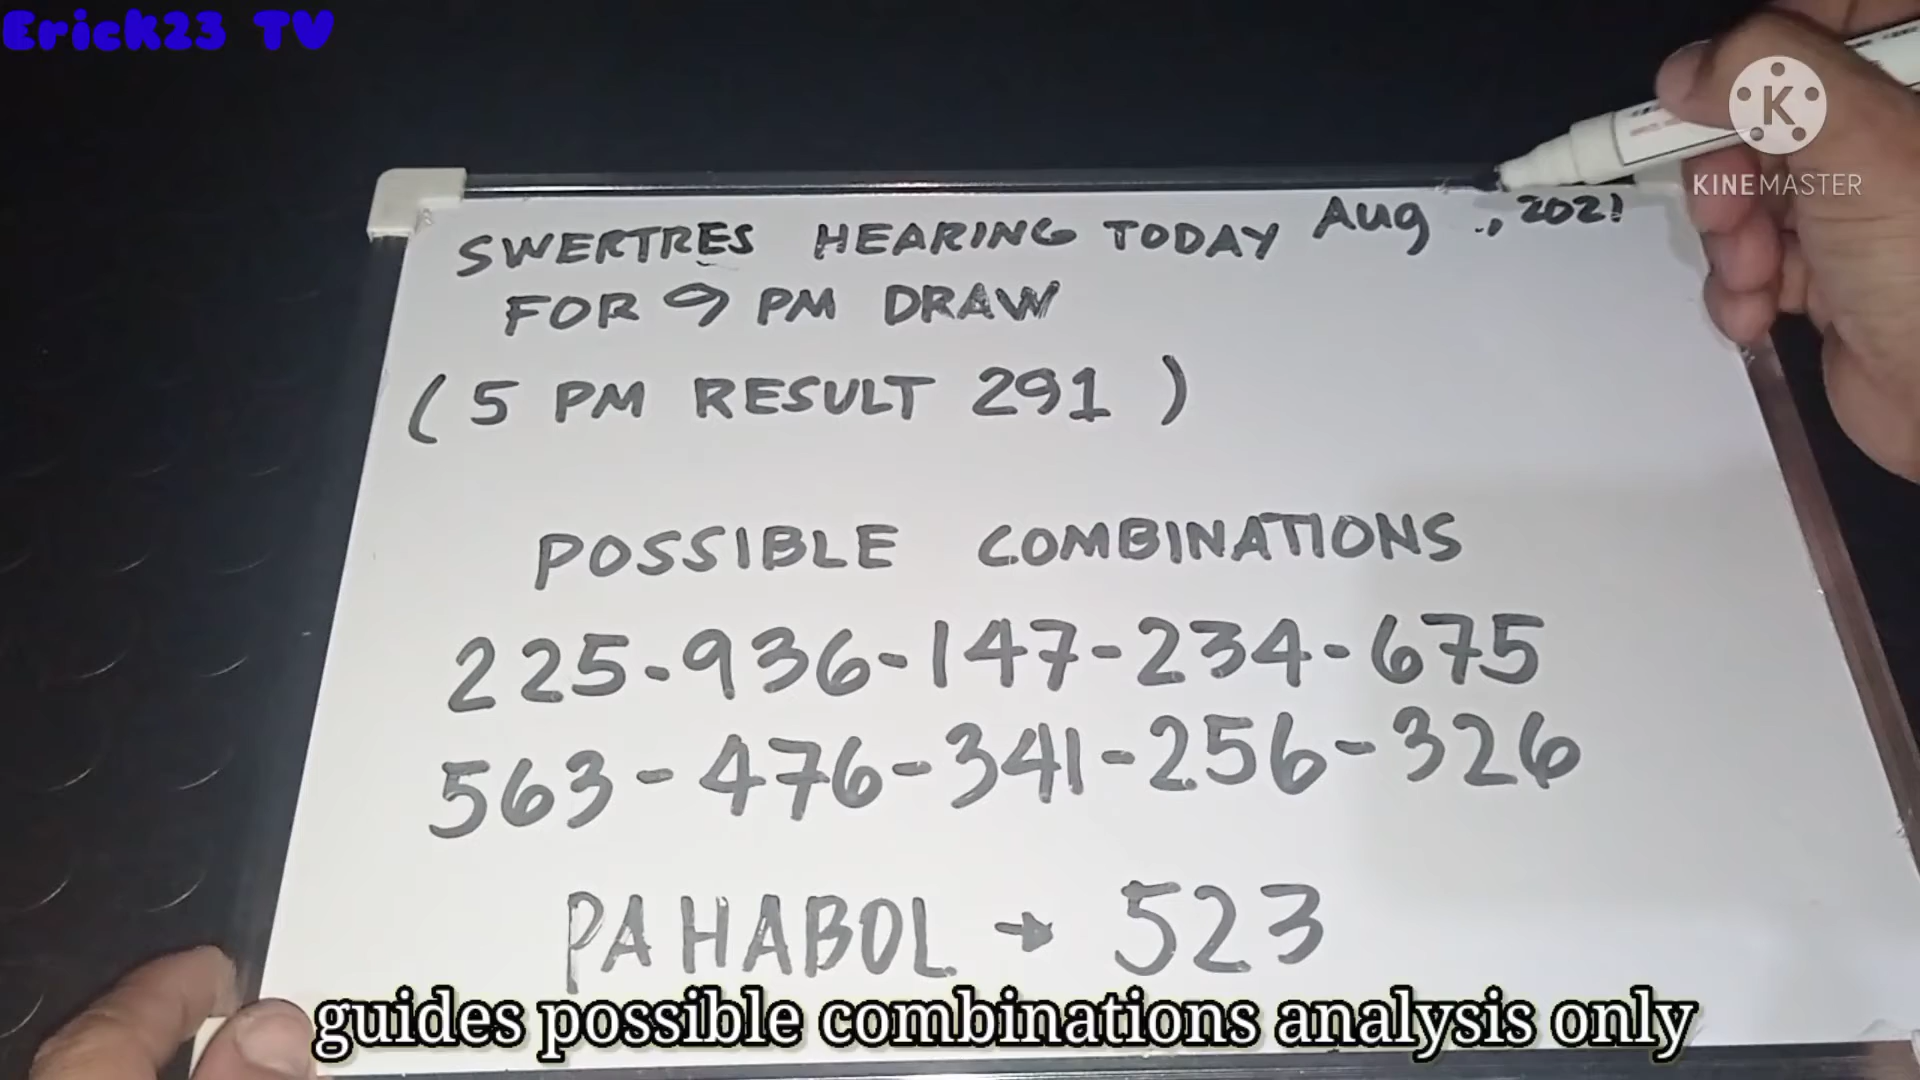 Erick23 TV
K
KINEMASTER
SWERTRES HEARING TODAY Aug ., 2021
FOR 9 PM DRAW
( 5 PM RESULT 291 )
POSSIBLE COMBINATIONS
225-936-147-234-675
563-476-341-256-326
PAHABOL → 523
guides possible combinations analysis only